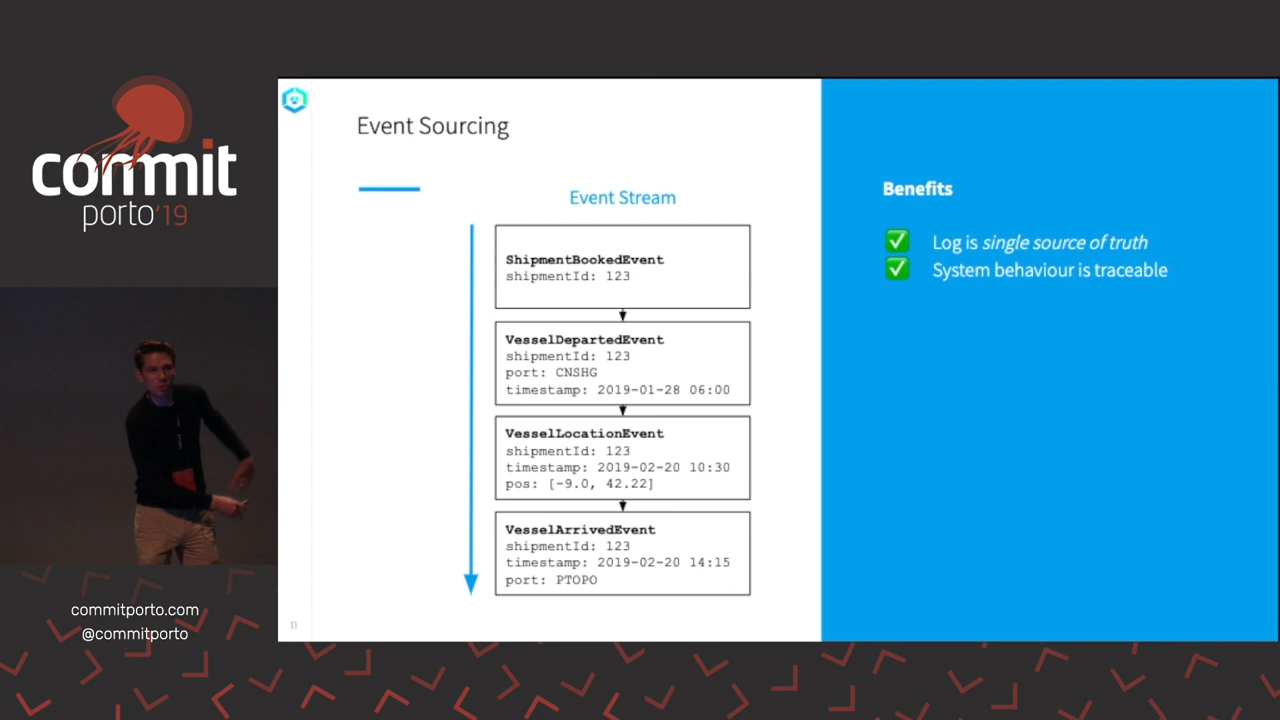 commit
porto'19
commitporto.com
@commitporto
Event Sourcing
Event Stream
ShipmentBookedEvent
shipmentId: 123
VesselDepartedEvent
shipmentId: 123
port: CNSHG
timestamp: 2019-01-28 06:00
VesselLocationEvent
shipmentId: 123
timestamp: 2019-02-20 10:30
pos: [-9.0, 42.22]
VesselArrivedEvent
shipmentId: 123
timestamp: 2019-02-20 14:15
port: PTOPO
11
Benefits
✅ Log is single source of truth
✅ System behaviour is traceable